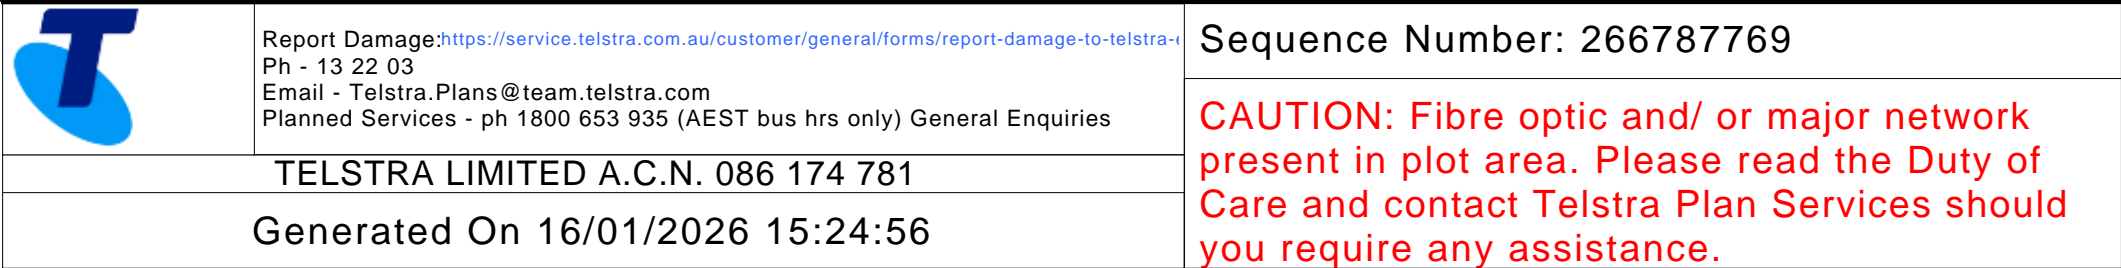 Report Damage:https://service.telstra.com.au/customer/general/forms/report-damage-to-telstra-
Ph - 13 22 03
Email - Telstra.Plans@team.telstra.com
Planned Services - ph 1800 653 935 (AEST bus hrs only) General Enquiries
TELSTRA LIMITED A.C.N. 086 174 781
Generated On 16/01/2026 15:24:56
Sequence Number: 266787769
CAUTION: Fibre optic and/ or major network
present in plot area. Please read the Duty of
Care and contact Telstra Plan Services should
you require any assistance.